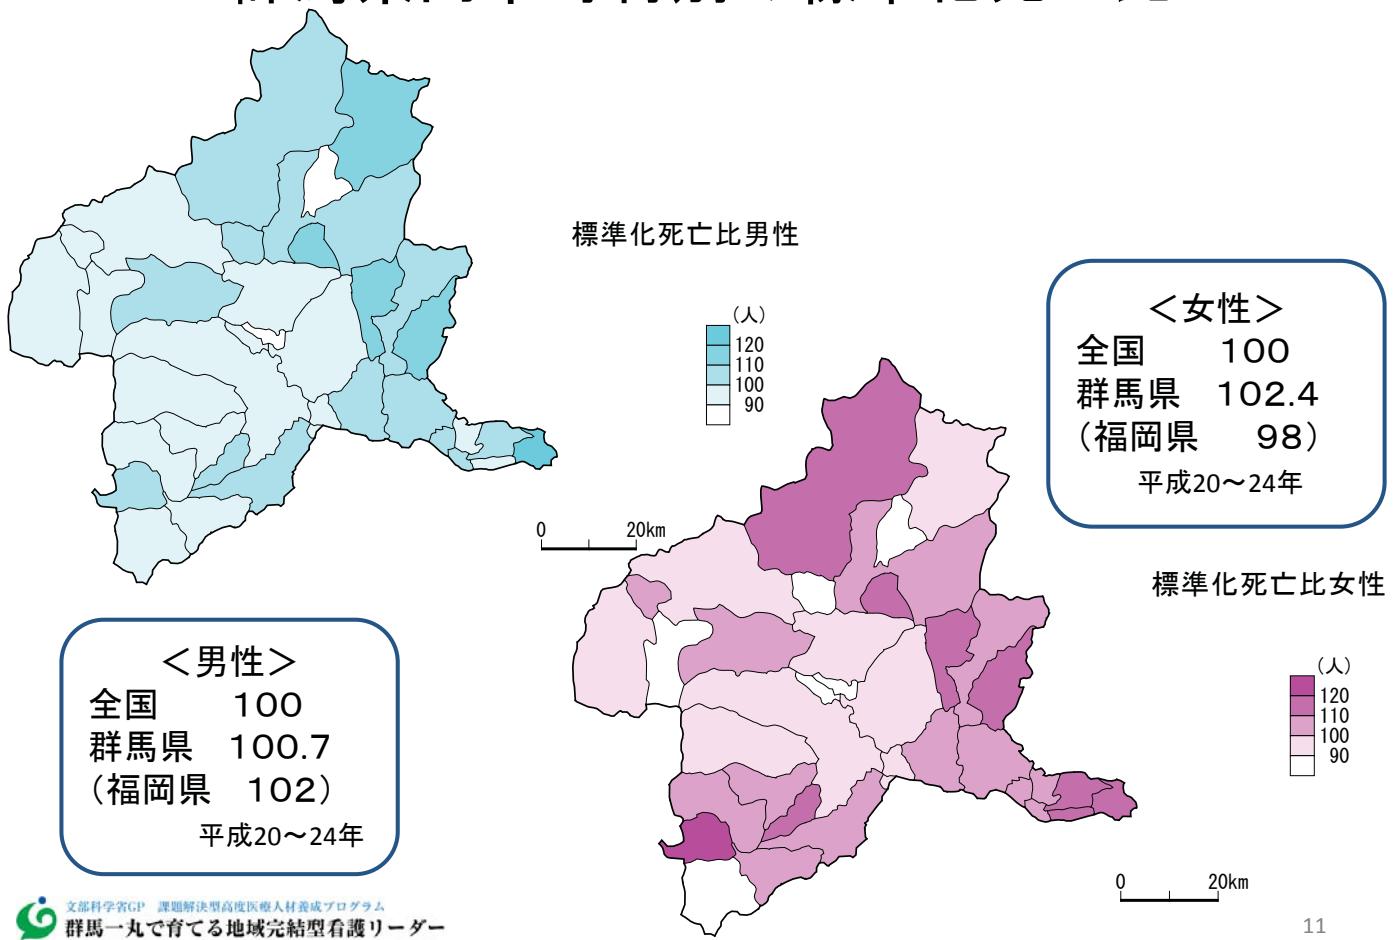 標準化死亡比男性
(人)
120
110
100
90
0 20km
＜女性＞
全国 100
群馬県 102.4
(福岡県 98)
平成20～24年
標準化死亡比女性
(人)
120
110
100
90
0 20km
＜男性＞
全国 100
群馬県 100.7
(福岡県 102)
平成20～24年
文部科学省GP 課題解決型高度医療人材養成プログラム
群馬一丸で育てる地域完結型看護リーダー
11